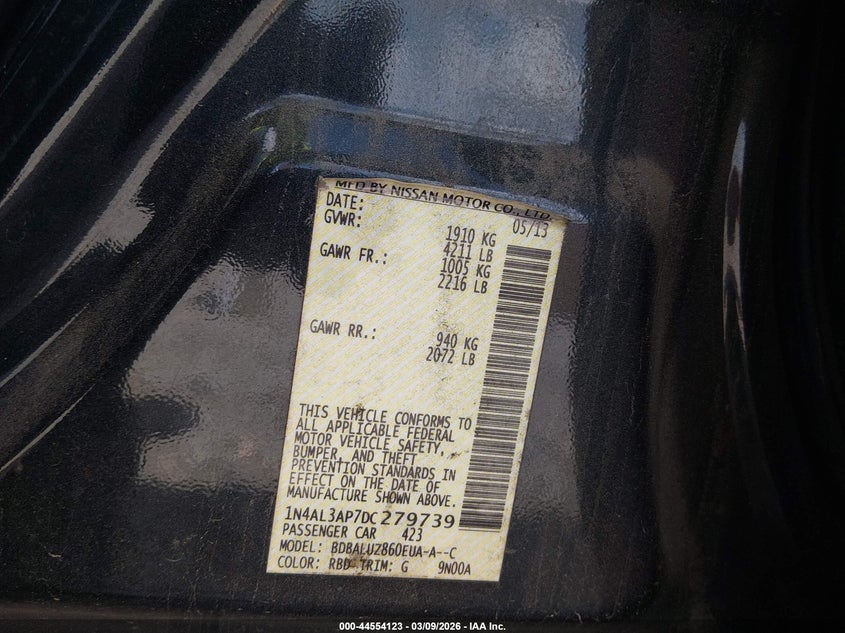 MFD BY NISSAN MOTOR CO., LTD.
DATE: 05/13
GVWR: 1910 KG
4211 LB
GAWR FR.: 1005 KG
2216 LB
GAWR RR.: 940 KG
2072 LB
THIS VEHICLE CONFORMS TO
ALL APPLICABLE FEDERAL
MOTOR VEHICLE SAFETY,
BUMPER, AND THEFT
PREVENTION STANDARDS IN
EFFECT ON THE DATE OF
MANUFACTURE SHOWN ABOVE.
1N4AL3AP7DC279739
PASSENGER CAR 423
MODEL: BDBALUZ860EUA-A--C
COLOR: RBD TRIM: G 9N00A
000-44554123 - 03/09/2026 - IAA Inc.